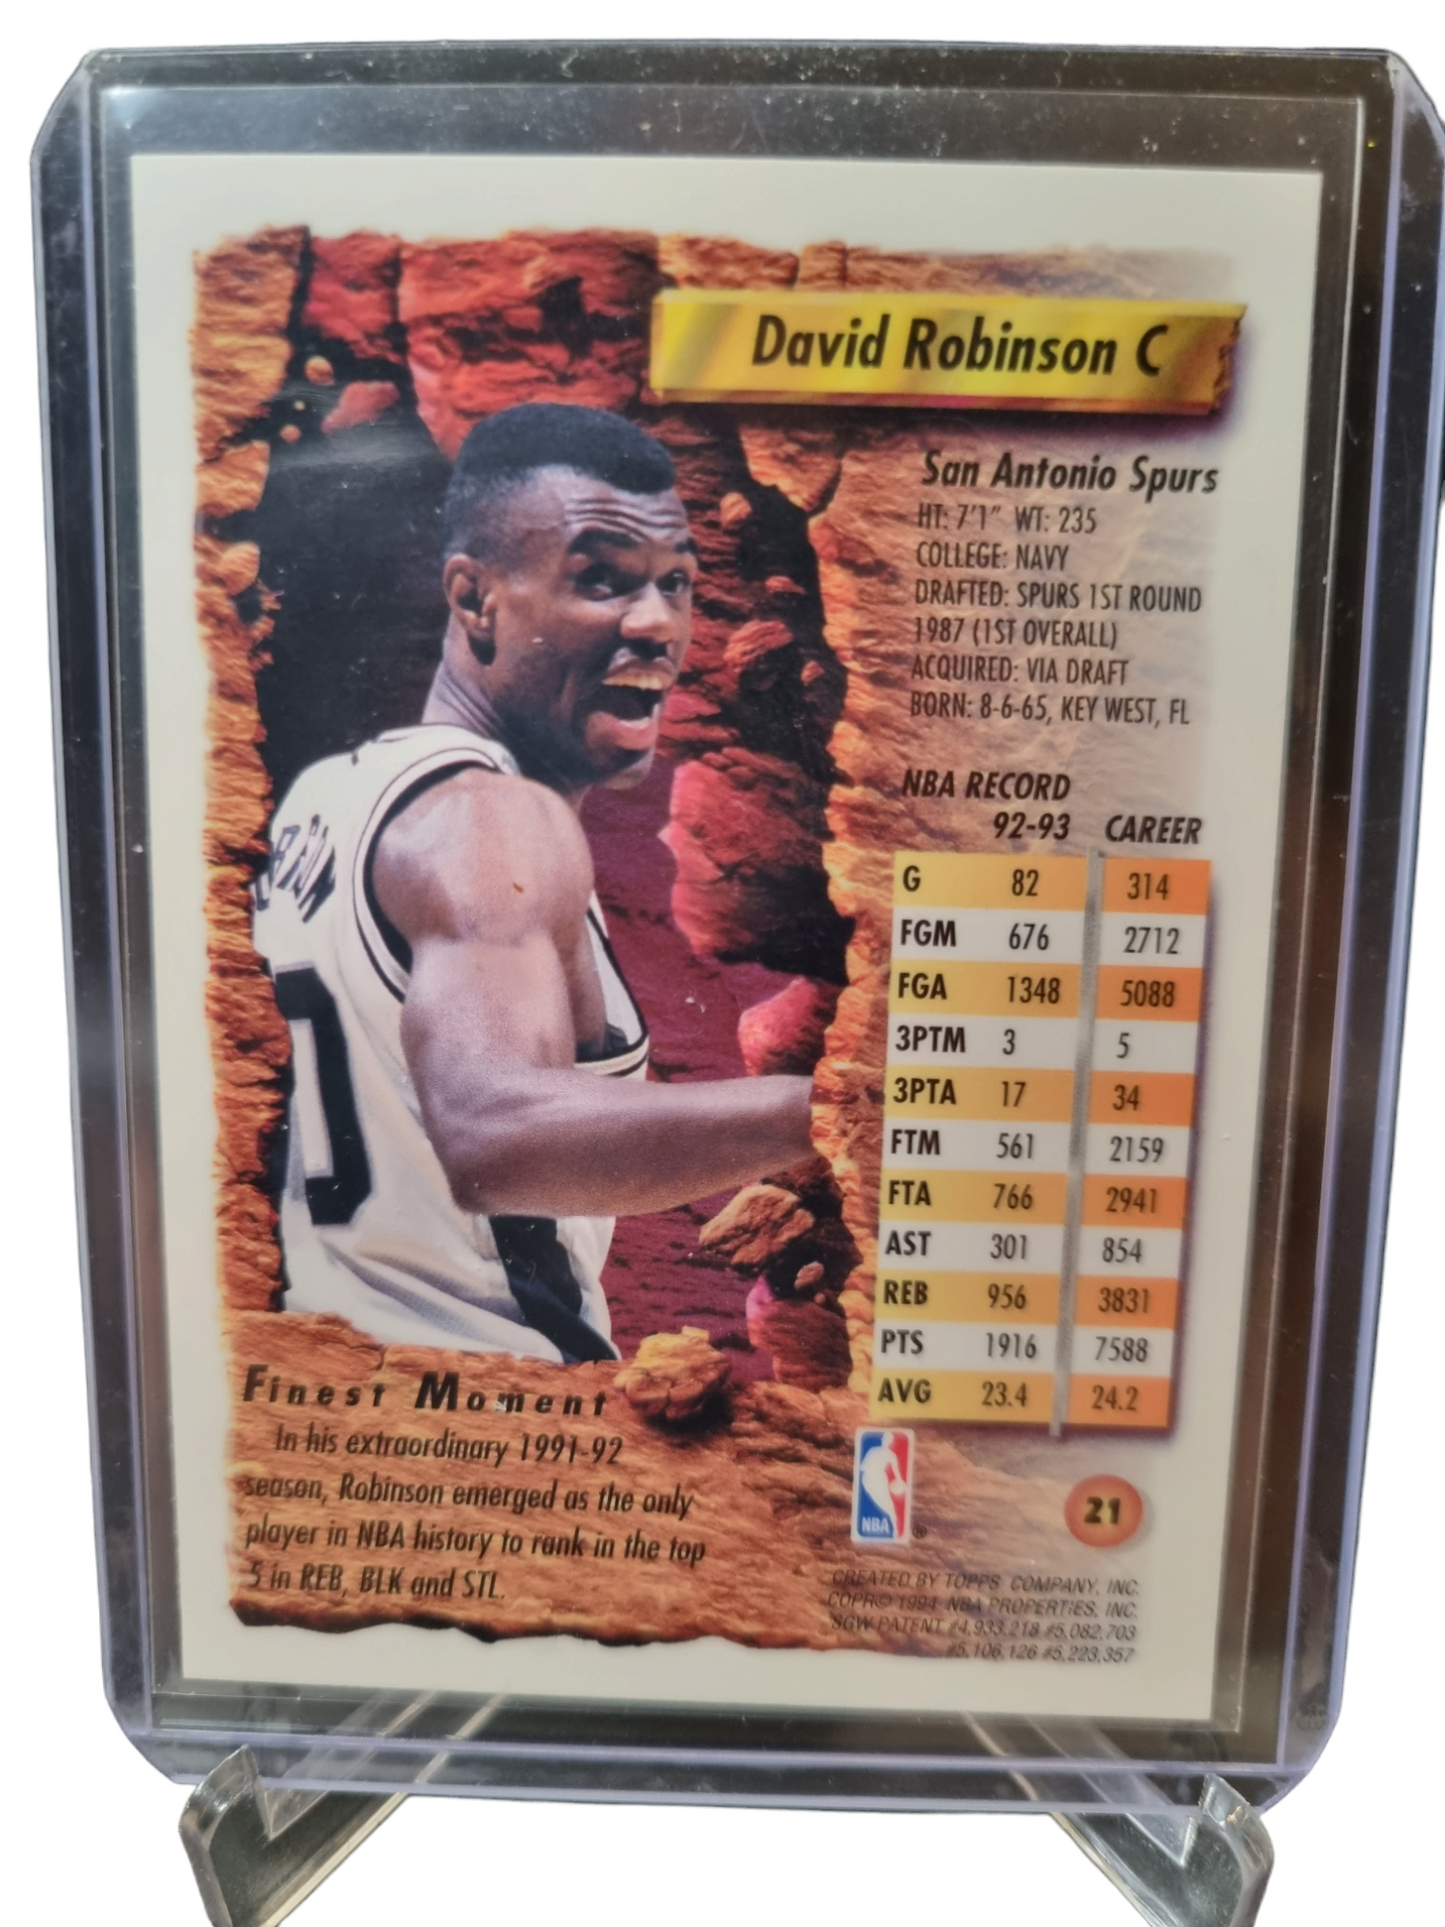 David Robinson C
San Antonio Spurs
HT: 7'1" WT: 235
COLLEGE: NAVY
DRAFTED: SPURS 1ST ROUND
1987 (1ST OVERALL)
ACQUIRED: VIA DRAFT
BORN: 8-6-65, KEY WEST, FL
NBA RECORD
92-93 CAREER
G 82 314
FGM 676 2712
FGA 1348 5088
3PTM 3 5
3PTA 17 34
FTM 561 2159
FTA 766 2941
AST 301 854
REB 956 3831
PTS 1916 7588
AVG 23.4 24.2
Finest Moment
In his extraordinary 1991-92
season, Robinson emerged as the only
player in NBA history to rank in the top
5 in REB, BLK and STL.
NBA ®
21
CREATED BY TOPPS COMPANY, INC.
COPR© 1994 NBA PROPERTIES, INC.
SGW PATENT #4,933,218 #5,082,703
#5,106,126 #5,223,357
0